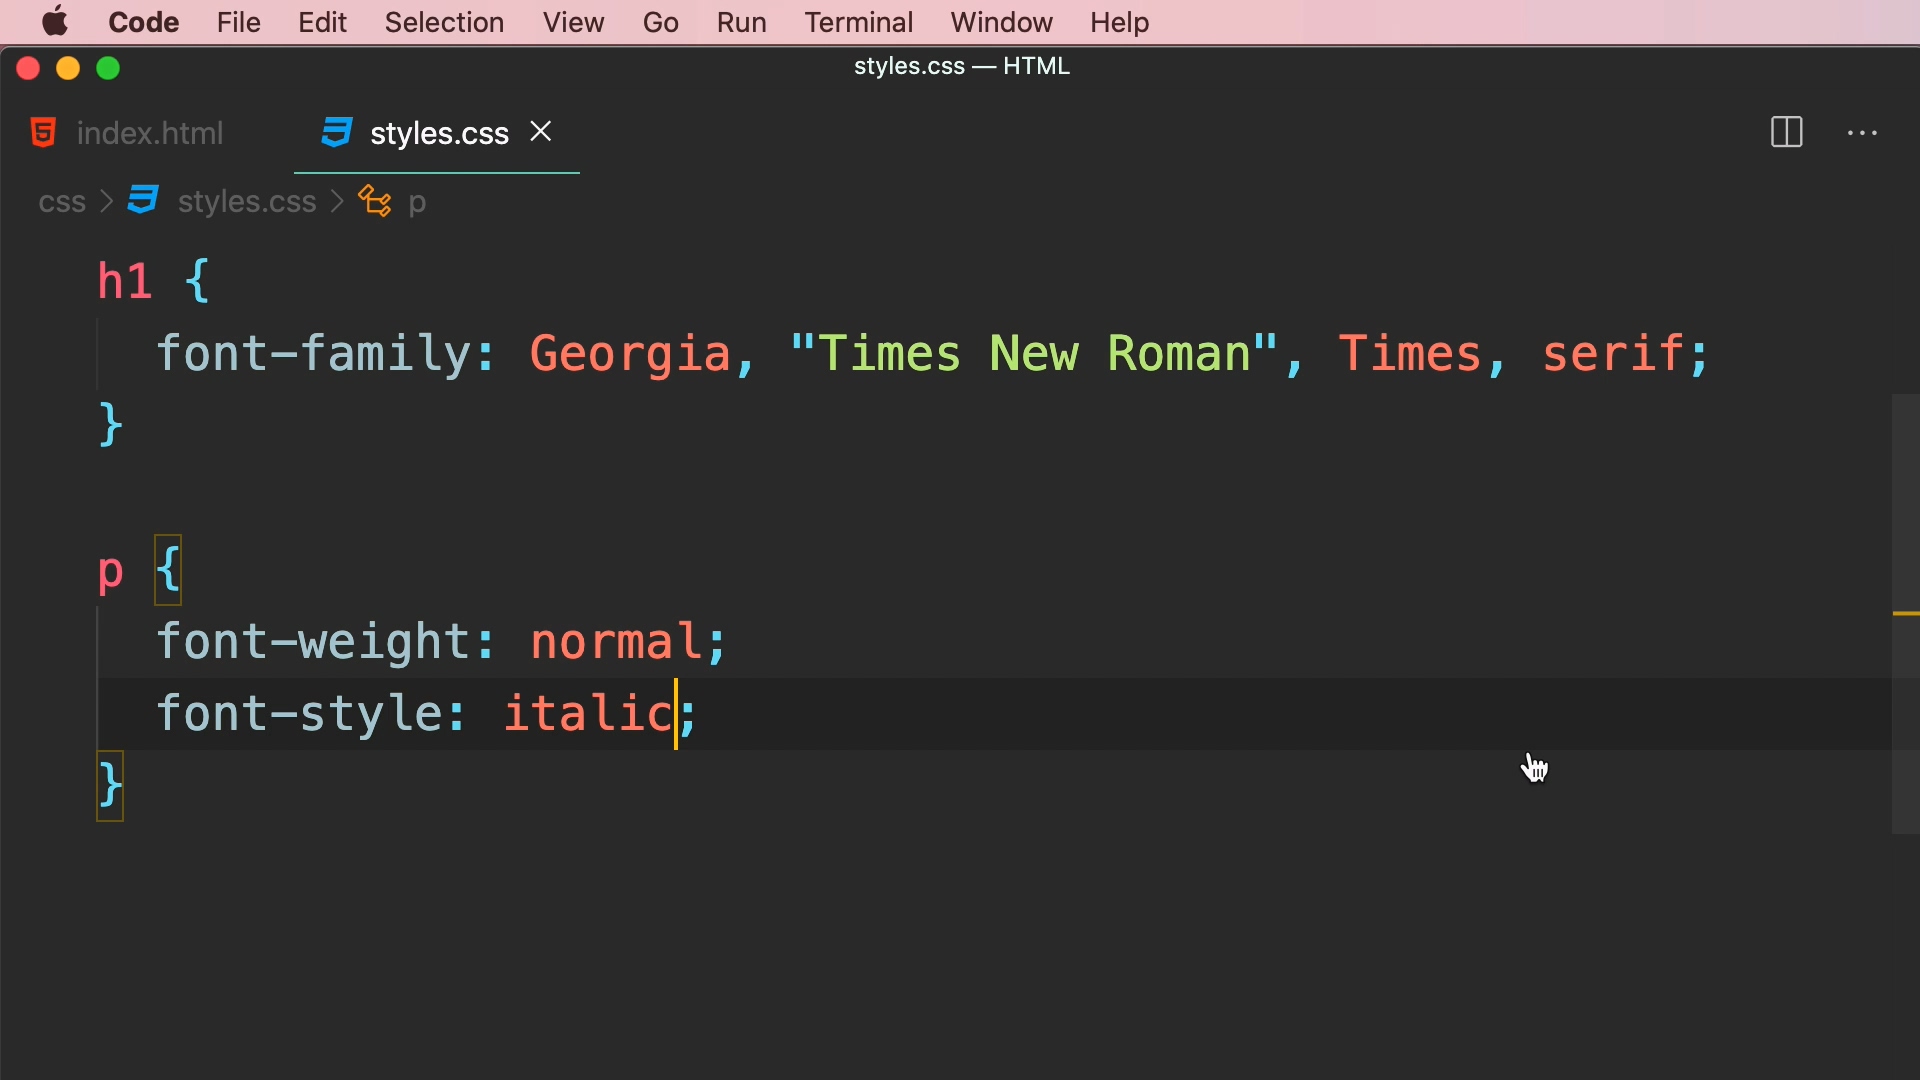 Code File Edit Selection View Go Run Terminal Window Help
styles.css — HTML
index.html styles.css
css > styles.css > p
h1 {
  font-family: Georgia, "Times New Roman", Times, serif;
}
p {
  font-weight: normal;
  font-style: italic;
}